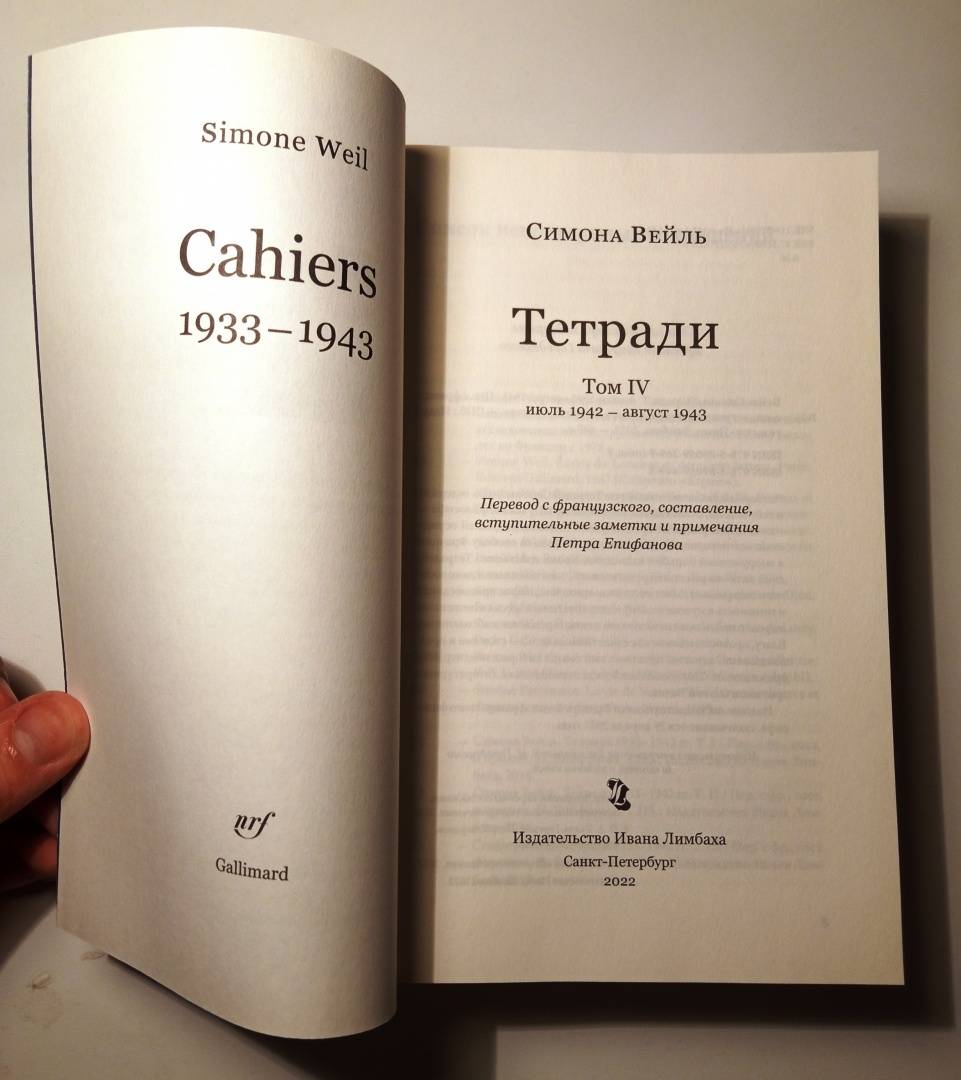 Simone Weil
Cahiers
1933–1943
nrf
Gallimard
Симона Вейль
Тетради
Том IV
июль 1942 – август 1943
Перевод с французского, составление,
вступительные заметки и примечания
Петра Епифанова
Издательство Ивана Лимбаха
Санкт-Петербург
2022